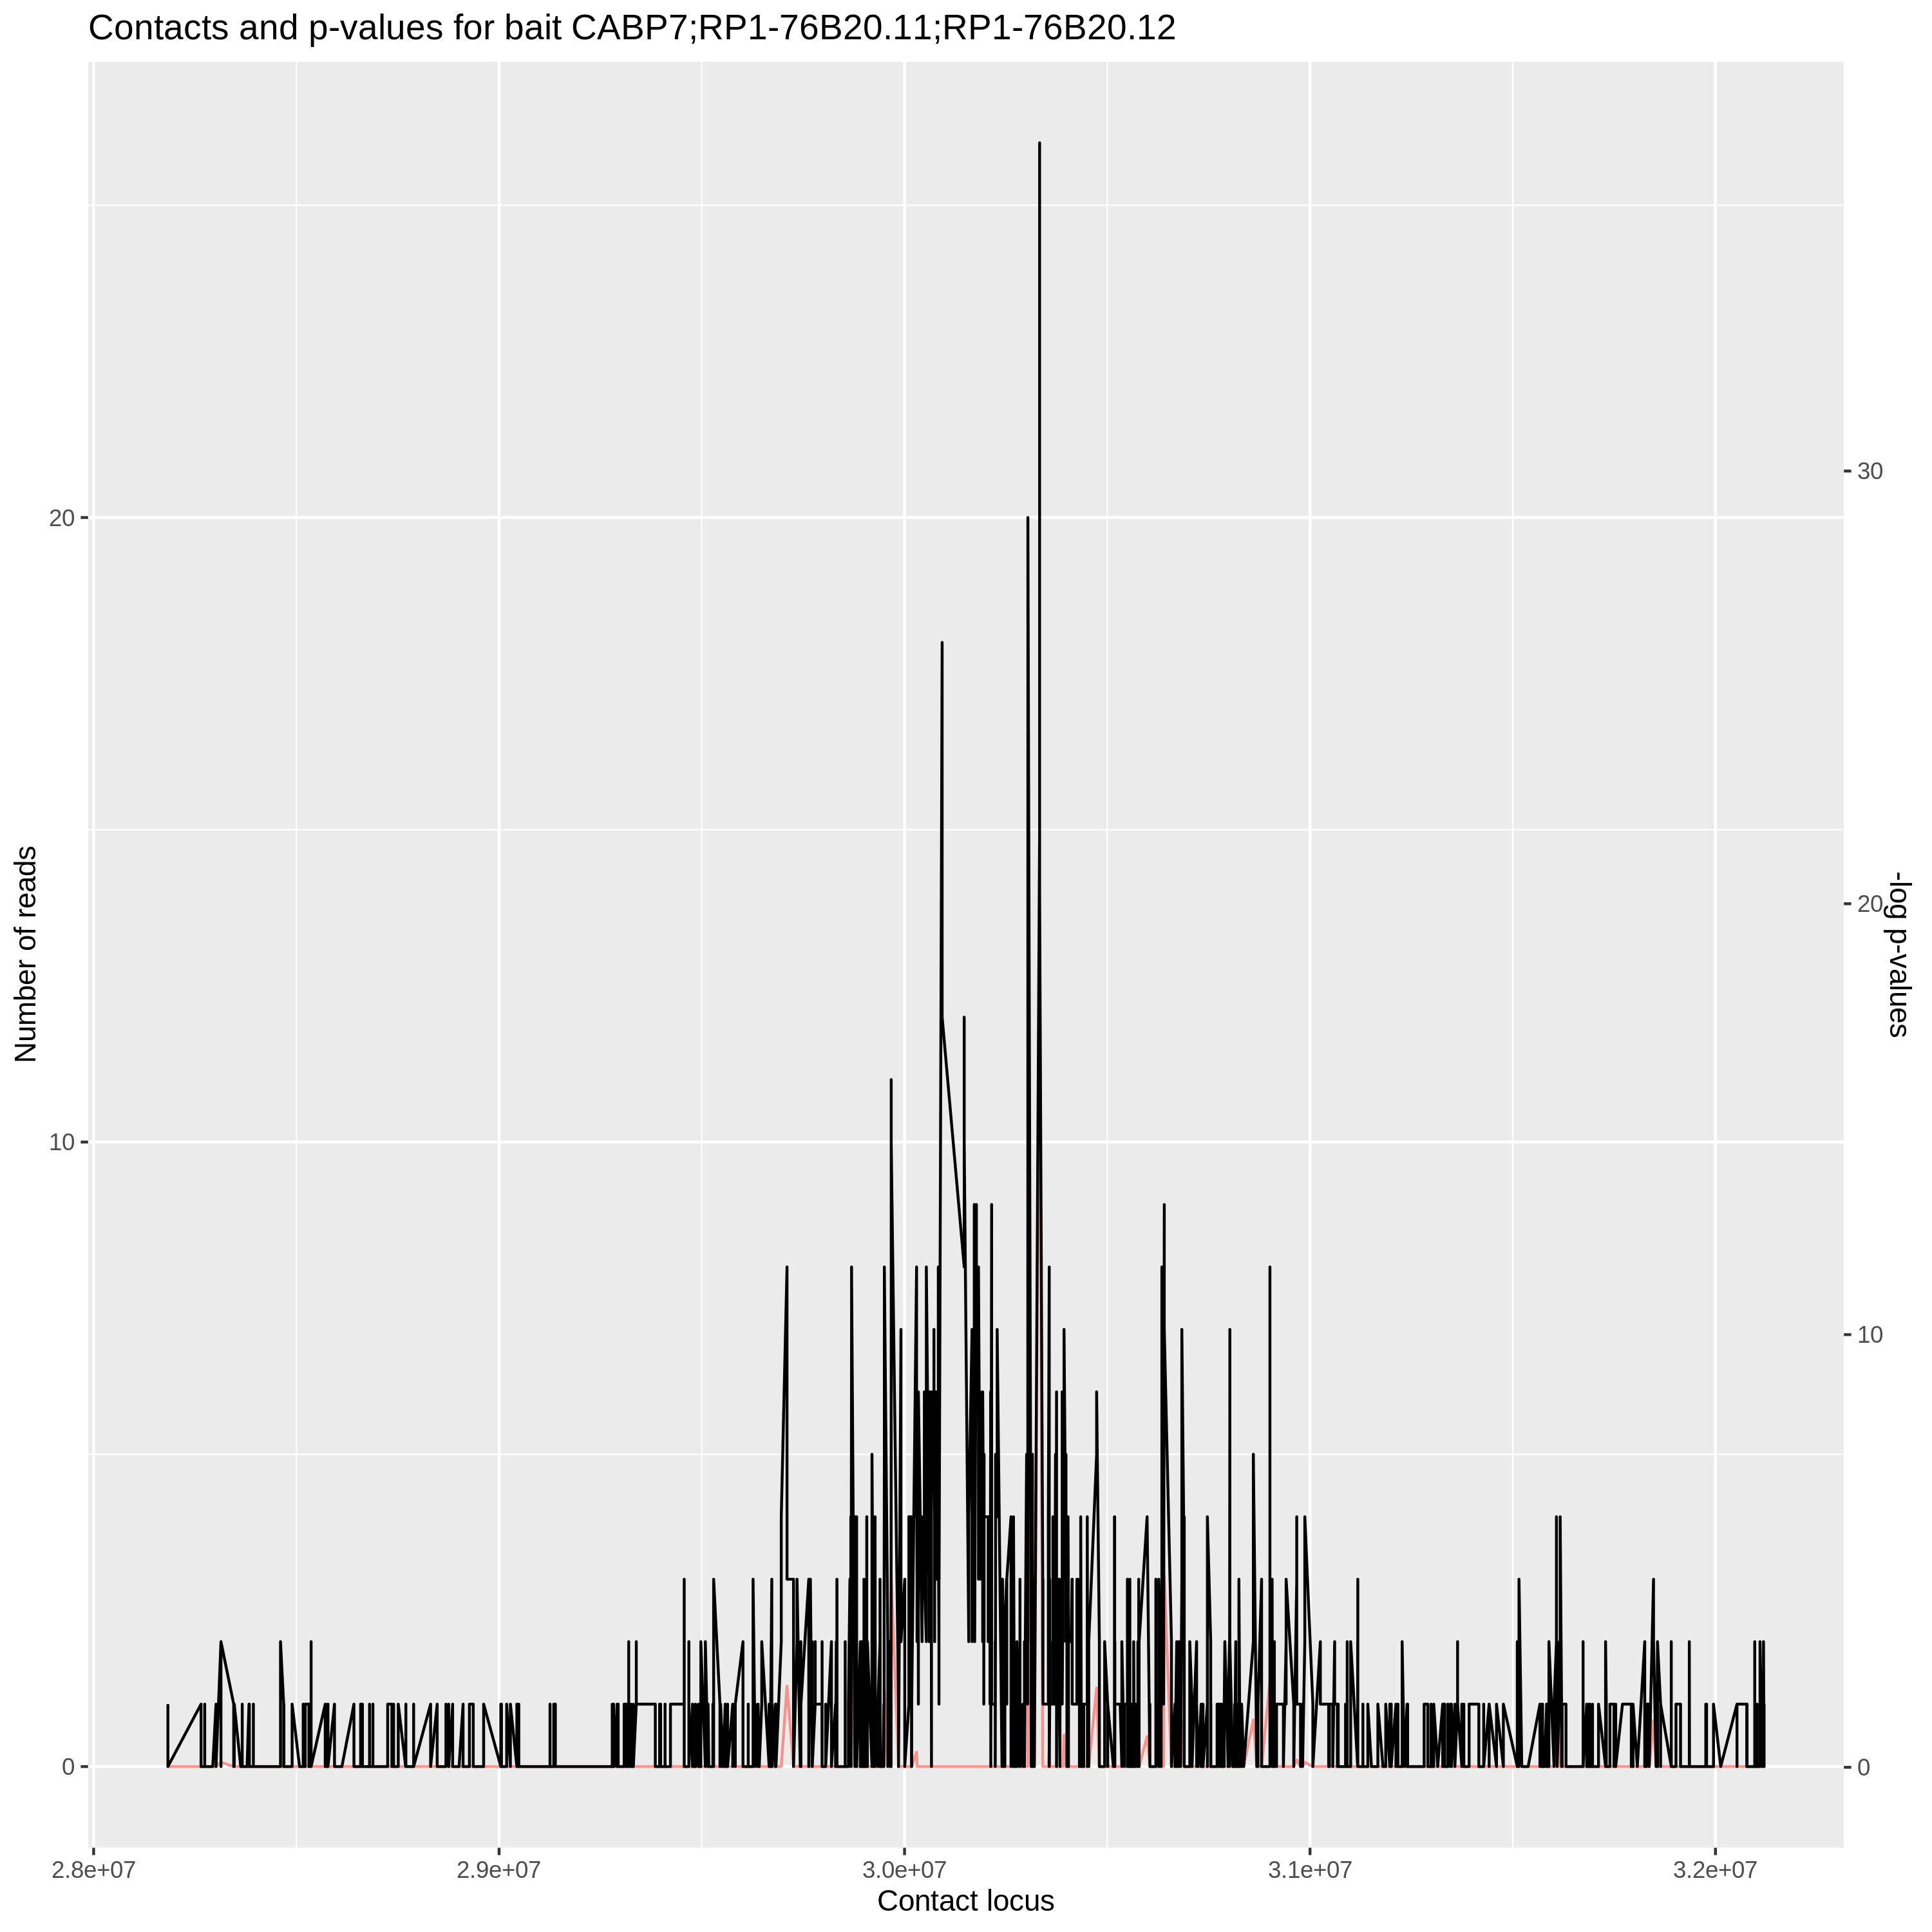 Contacts and p-values for bait CABP7;RP1-76B20.11;RP1-76B20.12
Number of reads
20
10
0
30
20
10
0
-log p-values
2.8e+07 2.9e+07 3.0e+07 3.1e+07 3.2e+07
Contact locus